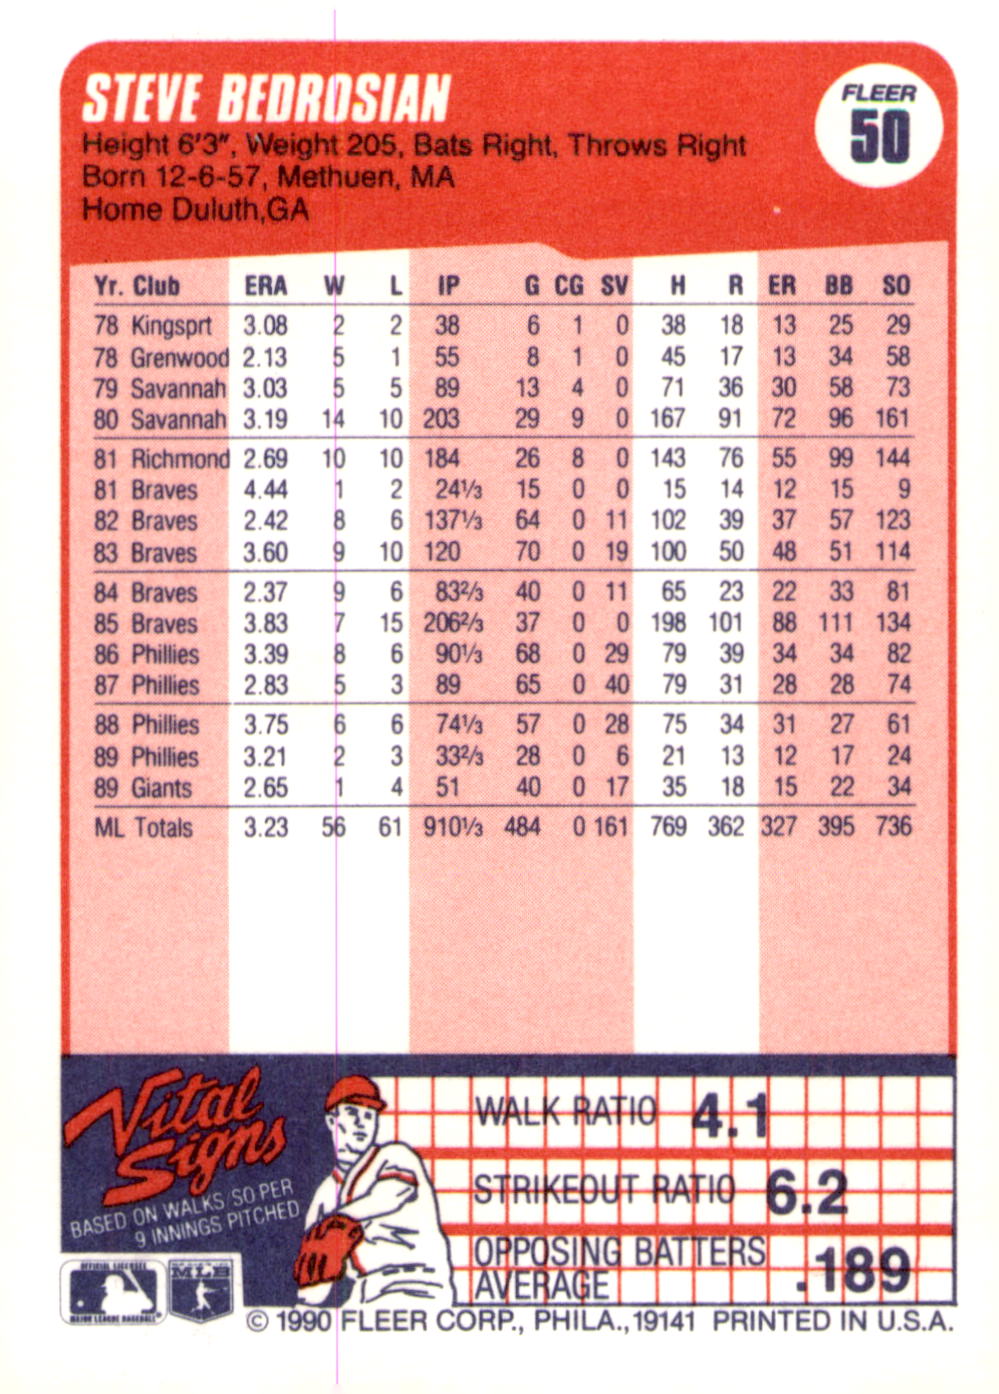 STEVE BEDROSIAN
FLEER
50
Height 6'3", Weight 205, Bats Right, Throws Right
Born 12-6-57, Methuen, MA
Home Duluth,GA
Yr. Club ERA W L IP G CG SV H R ER BB SO
78 Kingsprt 3.08 2 2 38 6 1 0 38 18 13 25 29
78 Grenwood 2.13 5 1 55 8 1 0 45 17 13 34 58
79 Savannah 3.03 5 5 89 13 4 0 71 36 30 58 73
80 Savannah 3.19 14 10 203 29 9 0 167 91 72 96 161
81 Richmond 2.69 10 10 184 26 8 0 143 76 55 99 144
81 Braves 4.44 1 2 24⅓ 15 0 0 15 14 12 15 9
82 Braves 2.42 8 6 137⅓ 64 0 11 102 39 37 57 123
83 Braves 3.60 9 10 120 70 0 19 100 50 48 51 114
84 Braves 2.37 9 6 83⅔ 40 0 11 65 23 22 33 81
85 Braves 3.83 7 15 206⅔ 37 0 0 198 101 88 111 134
86 Phillies 3.39 8 6 90⅓ 68 0 29 79 39 34 34 82
87 Phillies 2.83 5 3 89 65 0 40 79 31 28 28 74
88 Phillies 3.75 6 6 74⅓ 57 0 28 75 34 31 27 61
89 Phillies 3.21 2 3 33⅔ 28 0 6 21 13 12 17 24
89 Giants 2.65 1 4 51 40 0 17 35 18 15 22 34
ML Totals 3.23 56 61 910⅓ 484 0 161 769 362 327 395 736
Vital
Signs
BASED ON WALKS/SO PER
9 INNINGS PITCHED
WALK RATIO 4.1
STRIKEOUT RATIO 6.2
OPPOSING BATTERS
AVERAGE .189
OFFICIAL LICENSEE
MAJOR LEAGUE BASEBALL
MLB
© 1990 FLEER CORP., PHILA., 19141 PRINTED IN U.S.A.